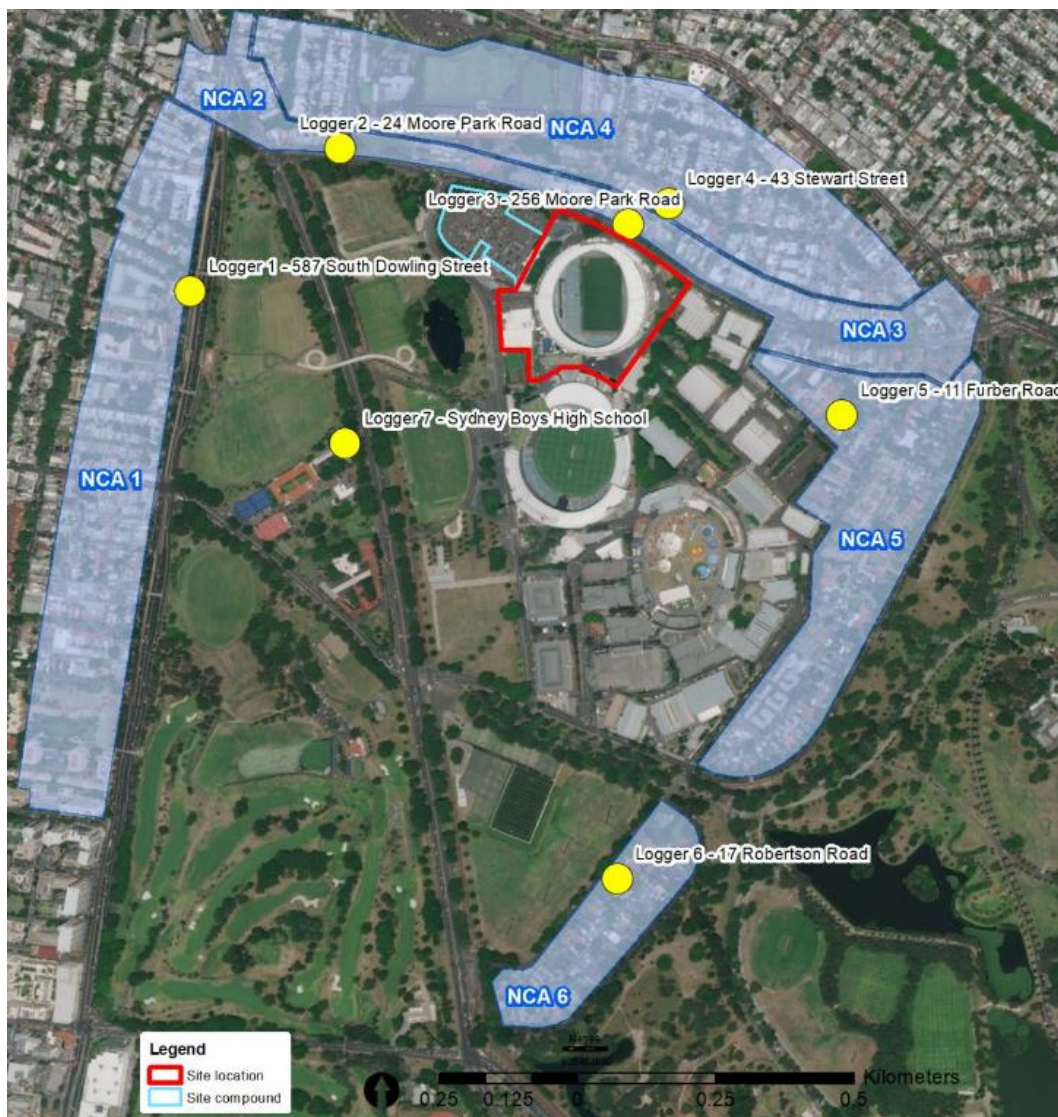 NCA 2
Logger 2 - 24 Moore Park Road
NCA 4
Logger 4 - 43 Stewart Street
Logger 3 - 256 Moore Park Road
Logger 1 - 587 South Dowling Street
NCA 3
Logger 5 - 11 Furber Road
Logger 7 - Sydney Boys High School
NCA 1
NCA 5
Logger 6 - 17 Robertson Road
NCA 6
Legend
Site location
Site compound
Kilometers
0.25 0.125 0 0.25 0.5